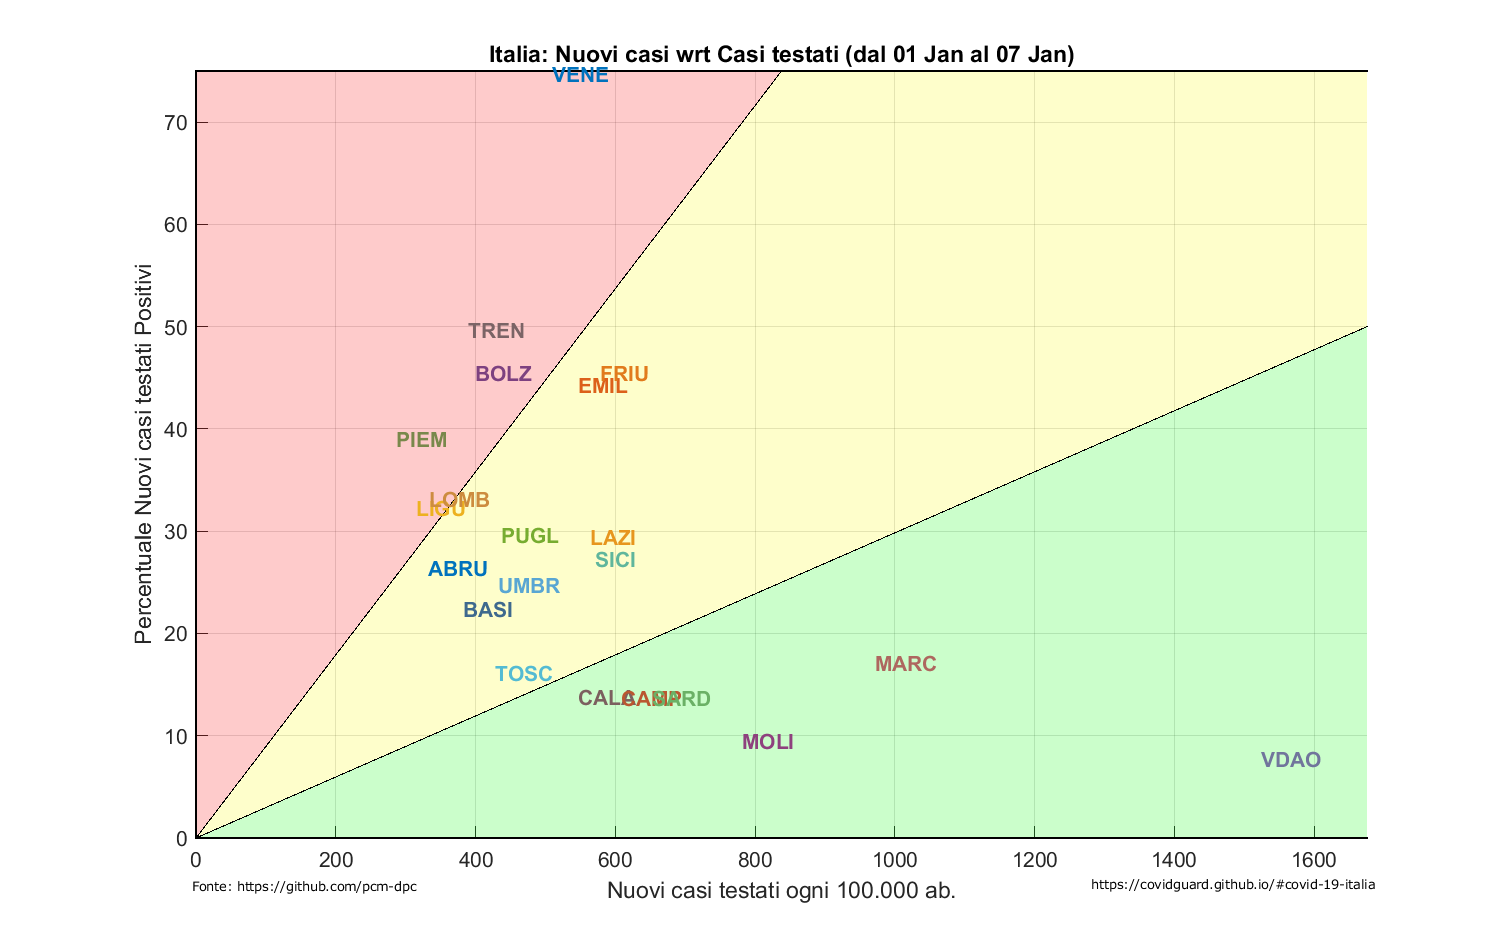 Italia: Nuovi casi wrt Casi testati (dal 01 Jan al 07 Jan)
VENE
70
60
TREN
50
BOLZ
FRIU
EMIL
PIEM
40
LOMB
LIGU
30
PUGL
LAZI
SICI
ABRU
UMBR
BASI
20
MARC
TOSC
CALA
CAMP
SARD
10
MOLI
VDAO
0
Percentuale Nuovi casi testati Positivi
0 200 400 600 800 1000 1200 1400 1600
Nuovi casi testati ogni 100.000 ab.
Fonte: https://github.com/pcm-dpc
https://covidguard.github.io/#covid-19-italia